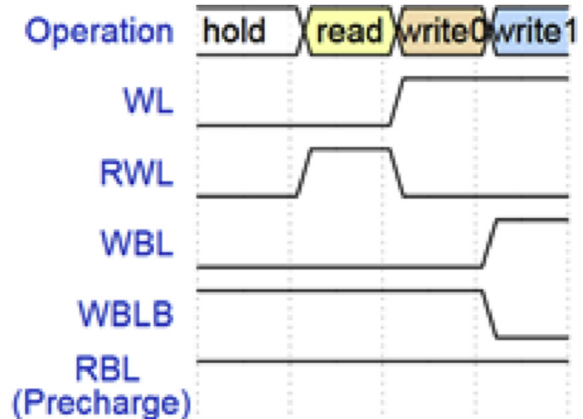 Operation hold read write0 write1
WL
RWL
WBL
WBLB
RBL
(Precharge)